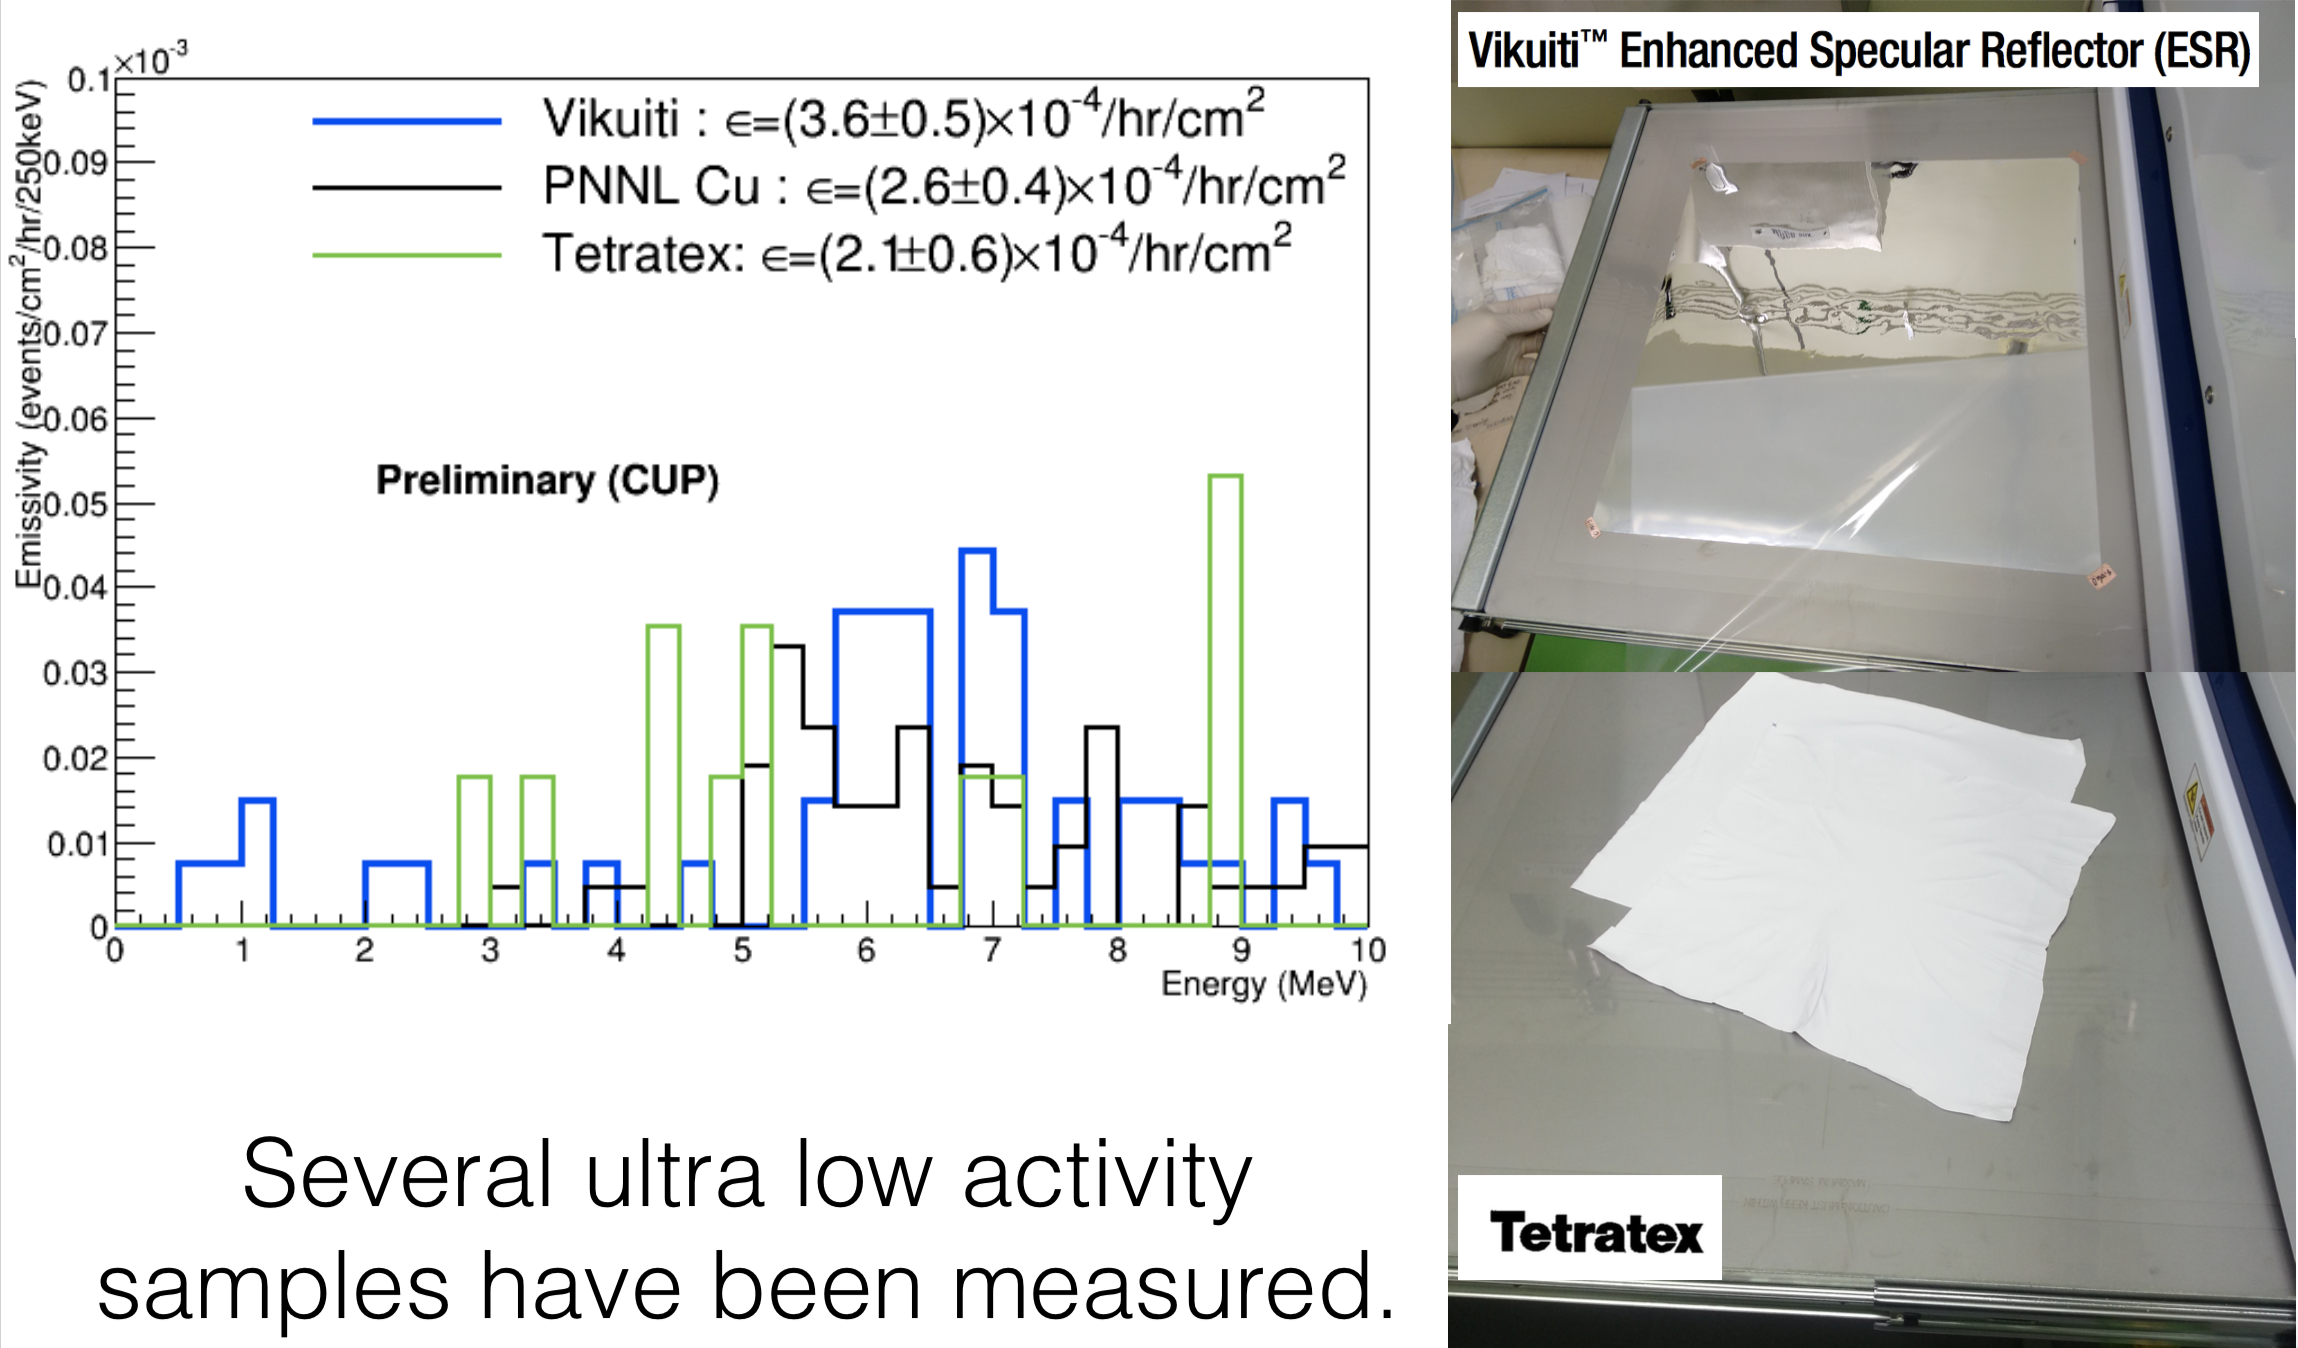 ×10⁻³
Vikuiti : ϵ=(3.6±0.5)×10⁻⁴/hr/cm²
PNNL Cu : ϵ=(2.6±0.4)×10⁻⁴/hr/cm²
Tetratex: ϵ=(2.1±0.6)×10⁻⁴/hr/cm²
Preliminary (CUP)
Emissivity (events/cm²/hr/250keV)
0.1
0.09
0.08
0.07
0.06
0.05
0.04
0.03
0.02
0.01
0
0 1 2 3 4 5 6 7 8 9 10
Energy (MeV)
Several ultra low activity
samples have been measured.
Vikuiti™ Enhanced Specular Reflector (ESR)
Tetratex